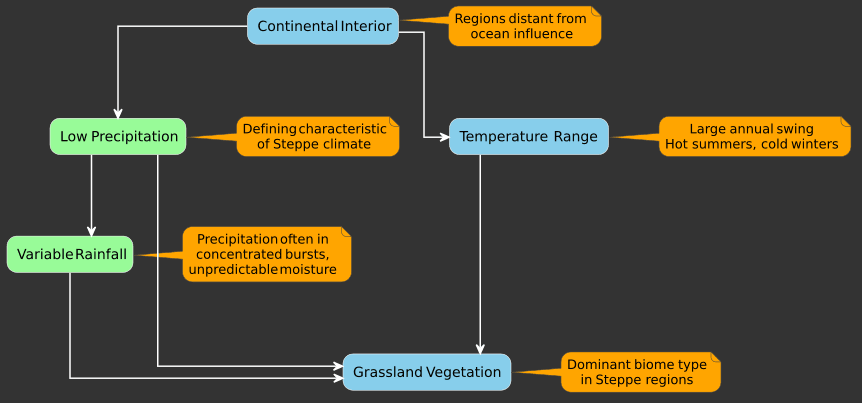 Continental Interior
Regions distant from
ocean influence
Low Precipitation
Defining characteristic
of Steppe climate
Temperature Range
Large annual swing
Hot summers, cold winters
Variable Rainfall
Precipitation often in
concentrated bursts,
unpredictable moisture
Grassland Vegetation
Dominant biome type
in Steppe regions